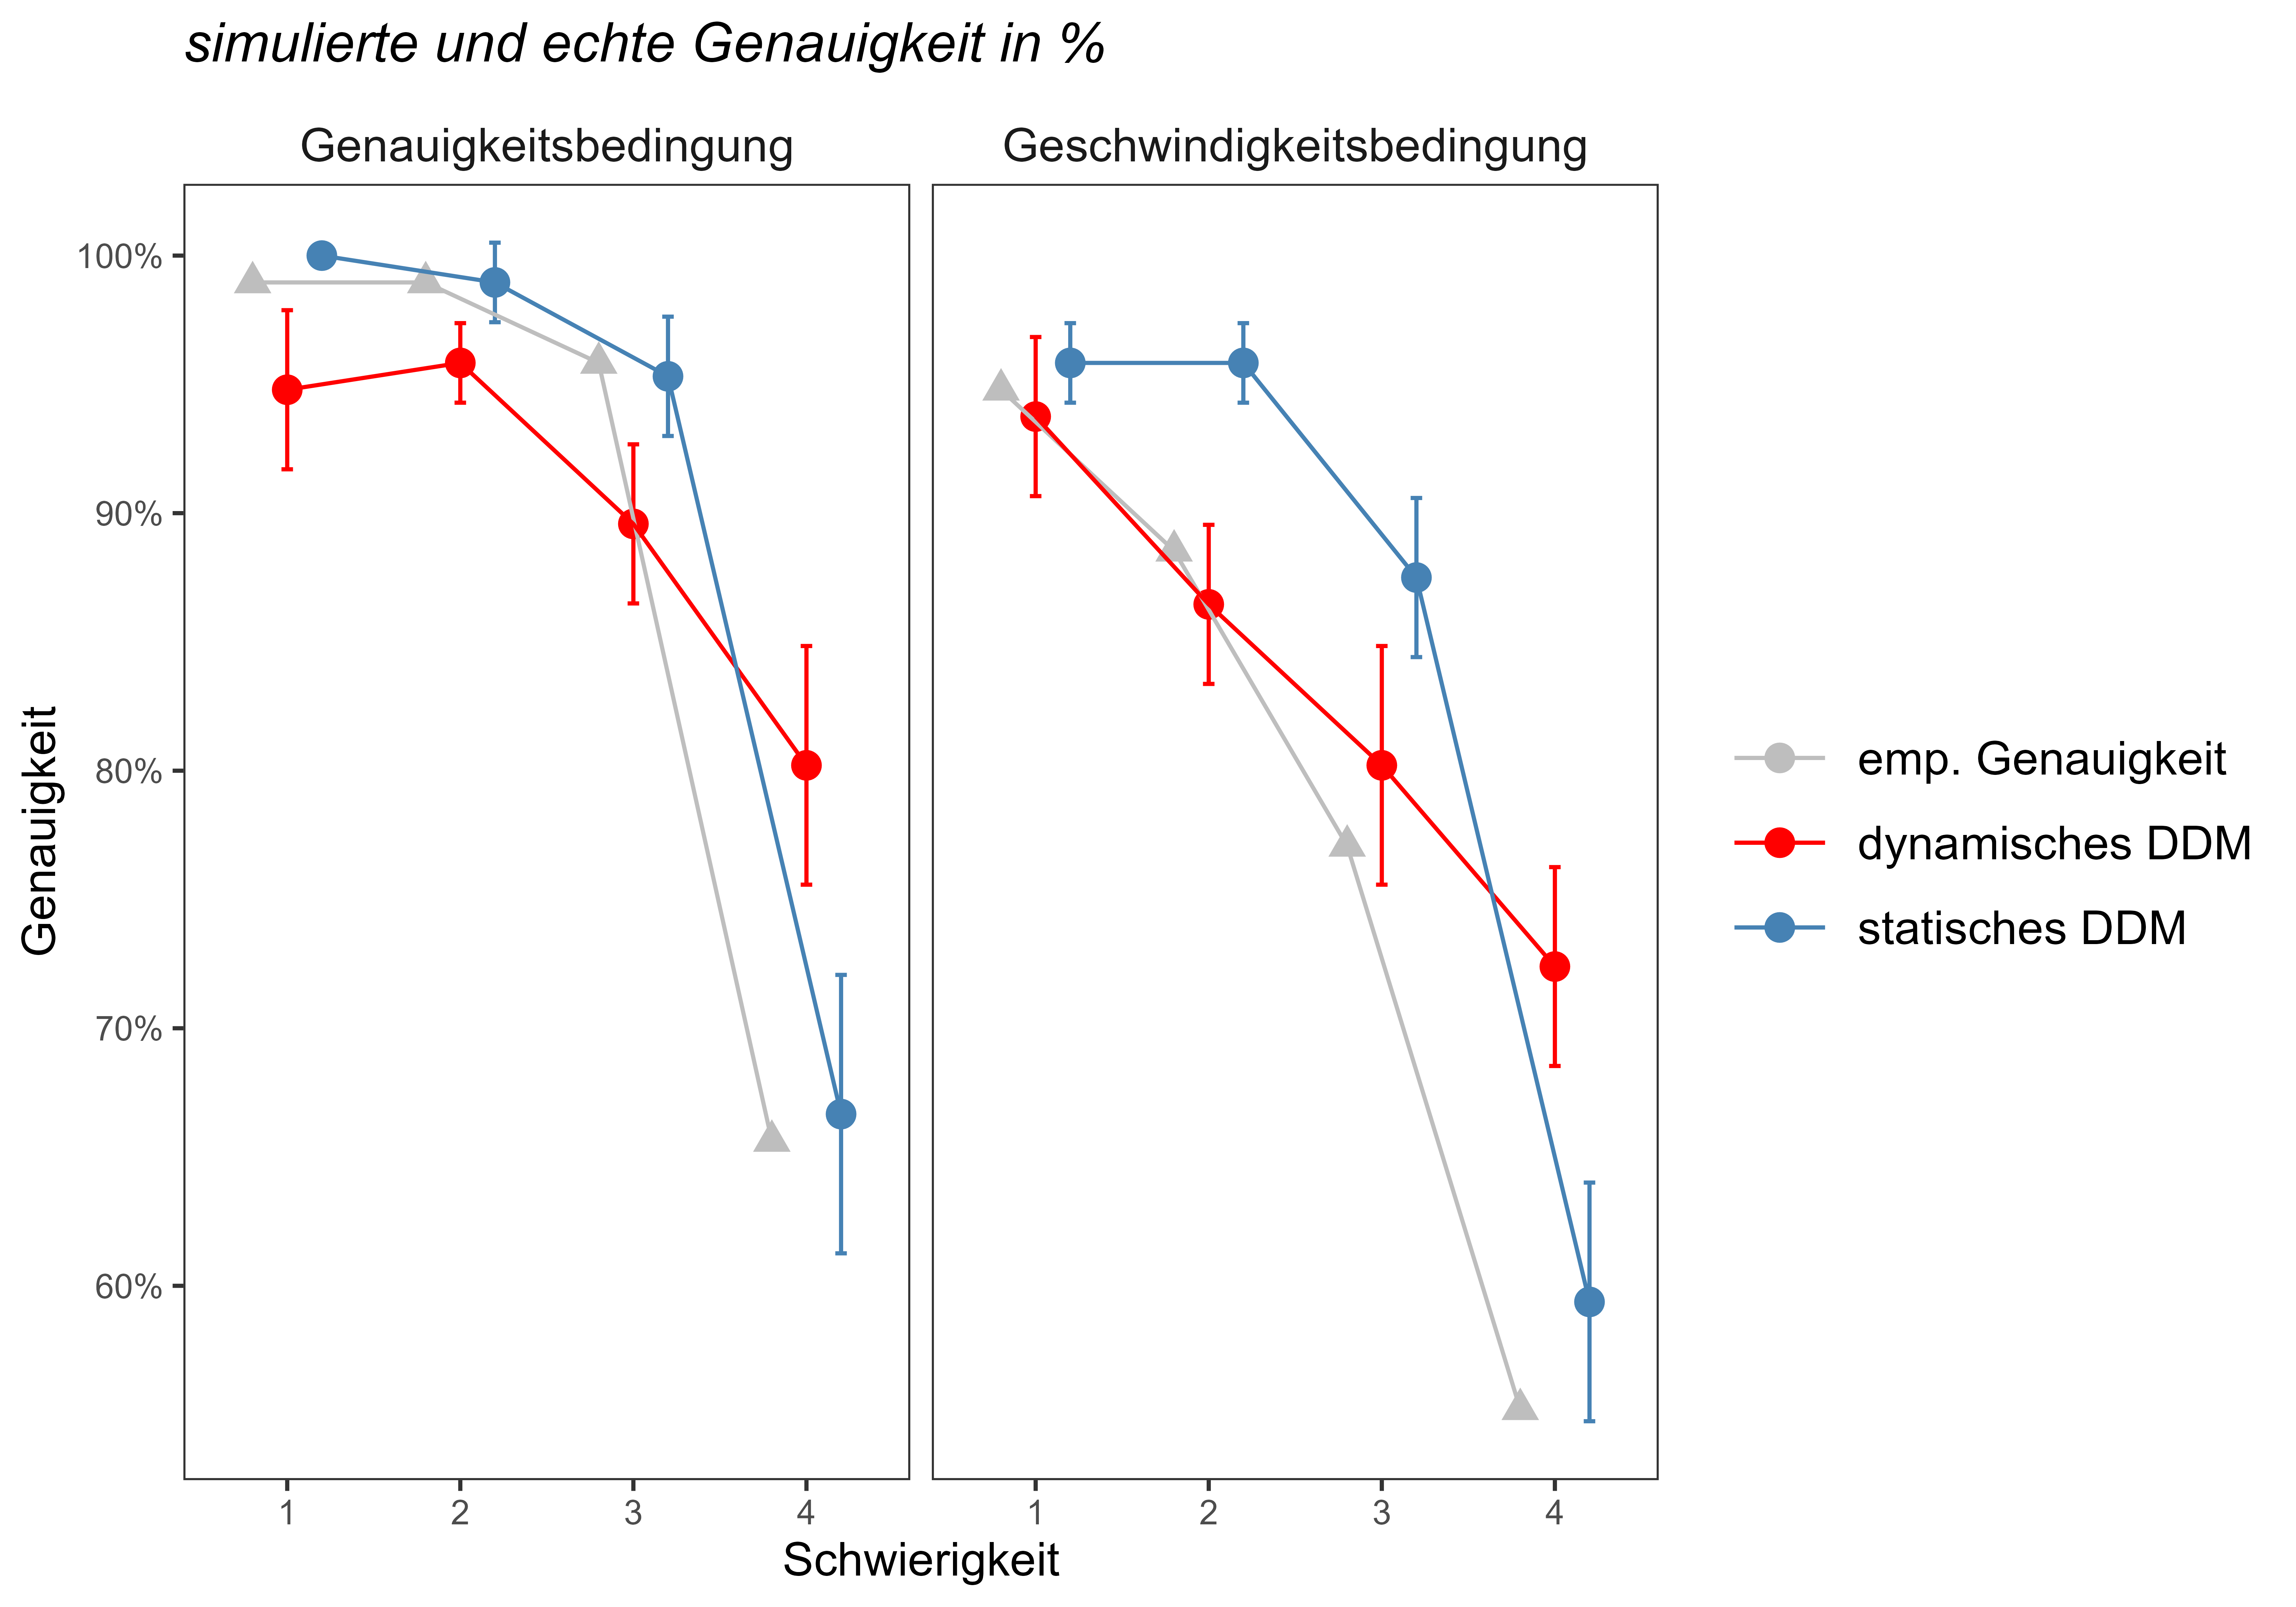 simulierte und echte Genauigkeit in %
Genauigkeitsbedingung
Geschwindigkeitsbedingung
Genauigkeit
100%
90%
80%
70%
60%
1 2 3 4
1 2 3 4
Schwierigkeit
emp. Genauigkeit
dynamisches DDM
statisches DDM